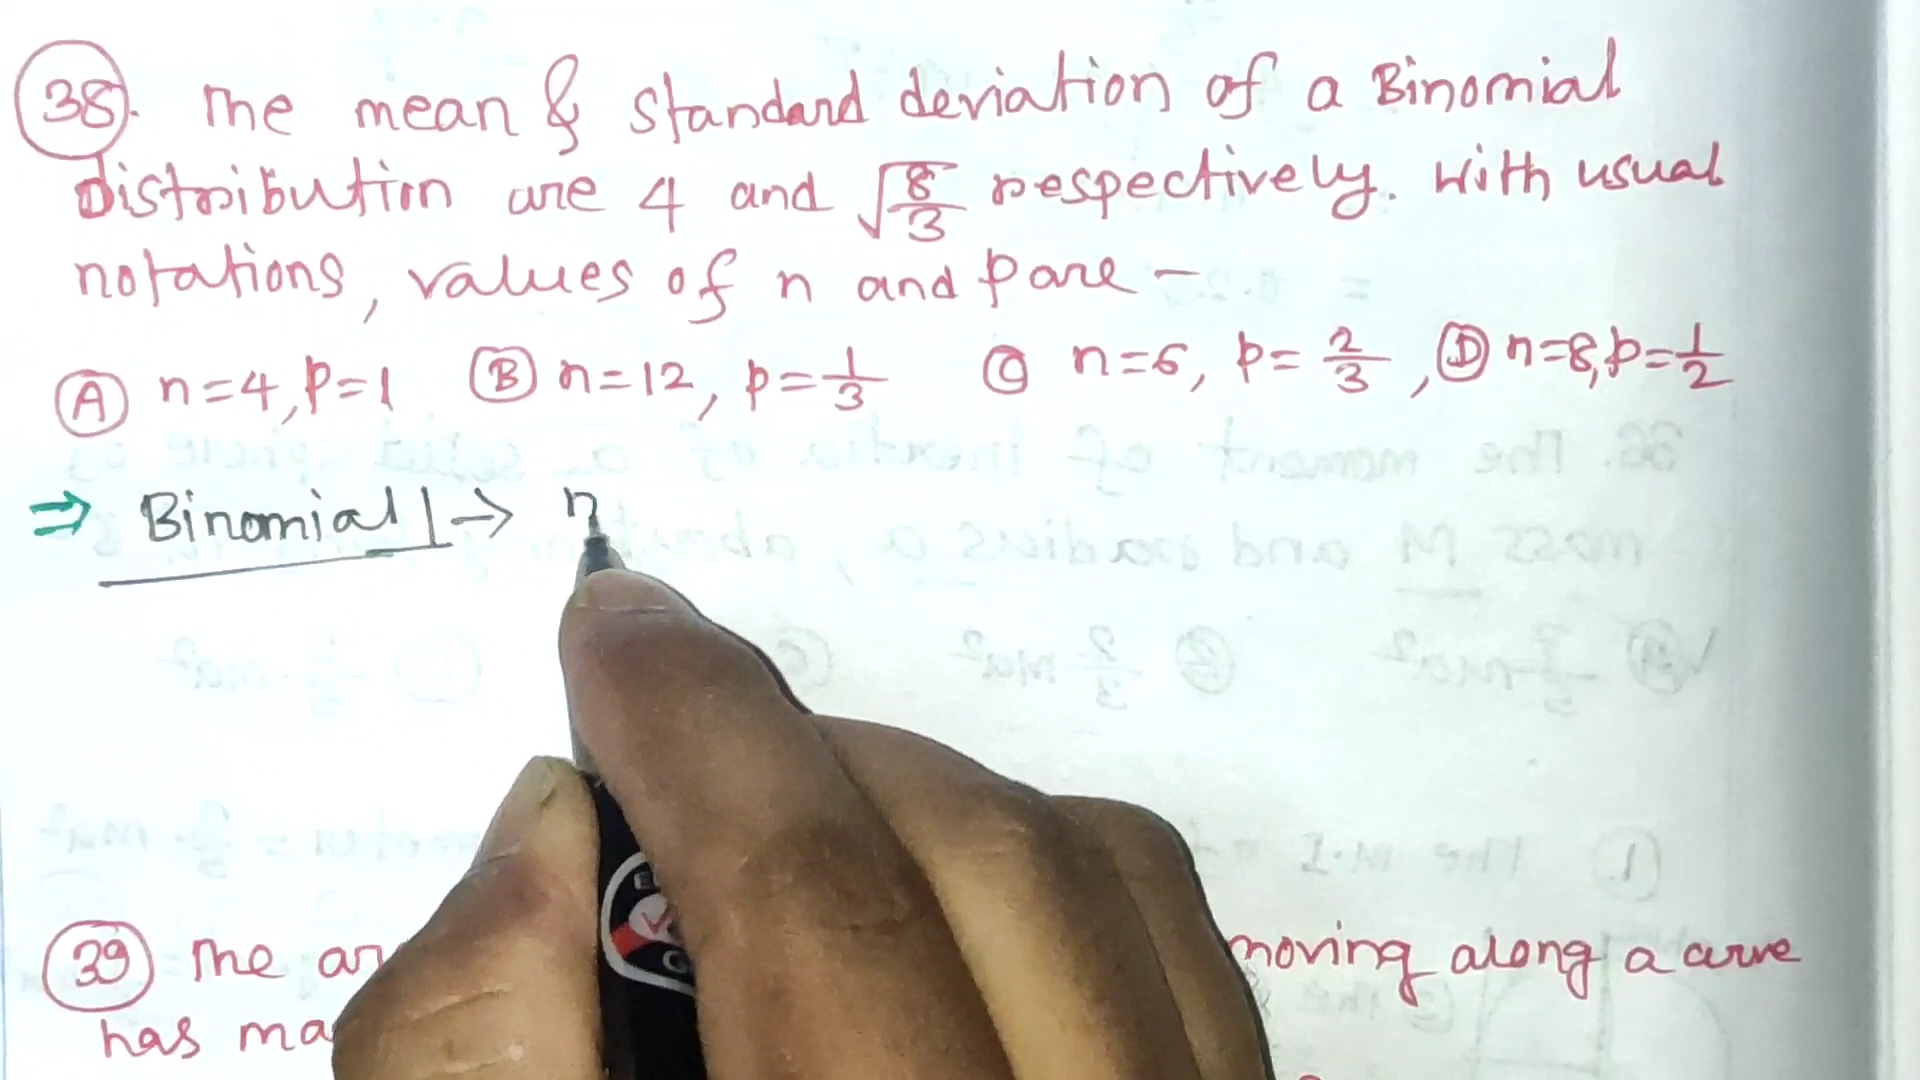 38. The mean & standard deviation of a Binomial
Distribution are 4 and √8/3 respectively. With usual
notations, values of n and p are –
(A) n=4, p=1 (B) n=12, p=1/3 (C) n=6, p=2/3, (D) n=8, p=1/2
⇒ Binomial | → n
39 The moving along a curve
has